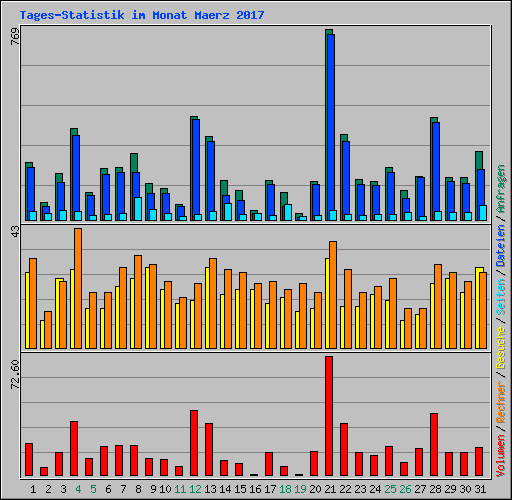 Tages-Statistik im Monat Maerz 2017
769
43
72.60
Volumen / Rechner / Besuche / Seiten / Dateien / Anfragen
1 2 3 4 5 6 7 8 9 10 11 12 13 14 15 16 17 18 19 20 21 22 23 24 25 26 27 28 29 30 31